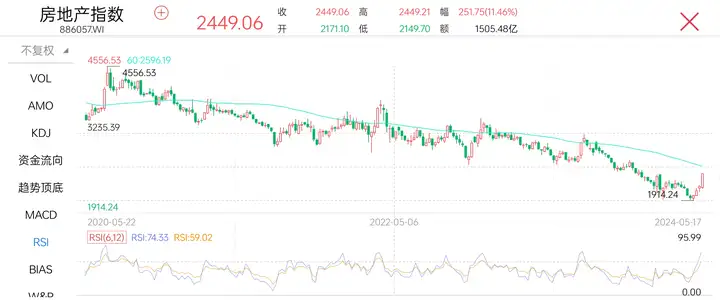 房地产指数
886057.WI
2449.06
收 2449.06 高 2449.21 幅 251.75(11.46%)
开 2171.10 低 2149.70 额 1505.48亿
不复权
VOL
AMO
KDJ
资金流向
趋势顶底
MACD
RSI
BIAS
W&R
4556.53 60 2596.19
4556.53
3235.39
1914.24
1914.24
2020-05-22 2022-05-06 2024-05-17
RSI(6,12) RSI:74.33 RSI:59.02 95.99
0.00